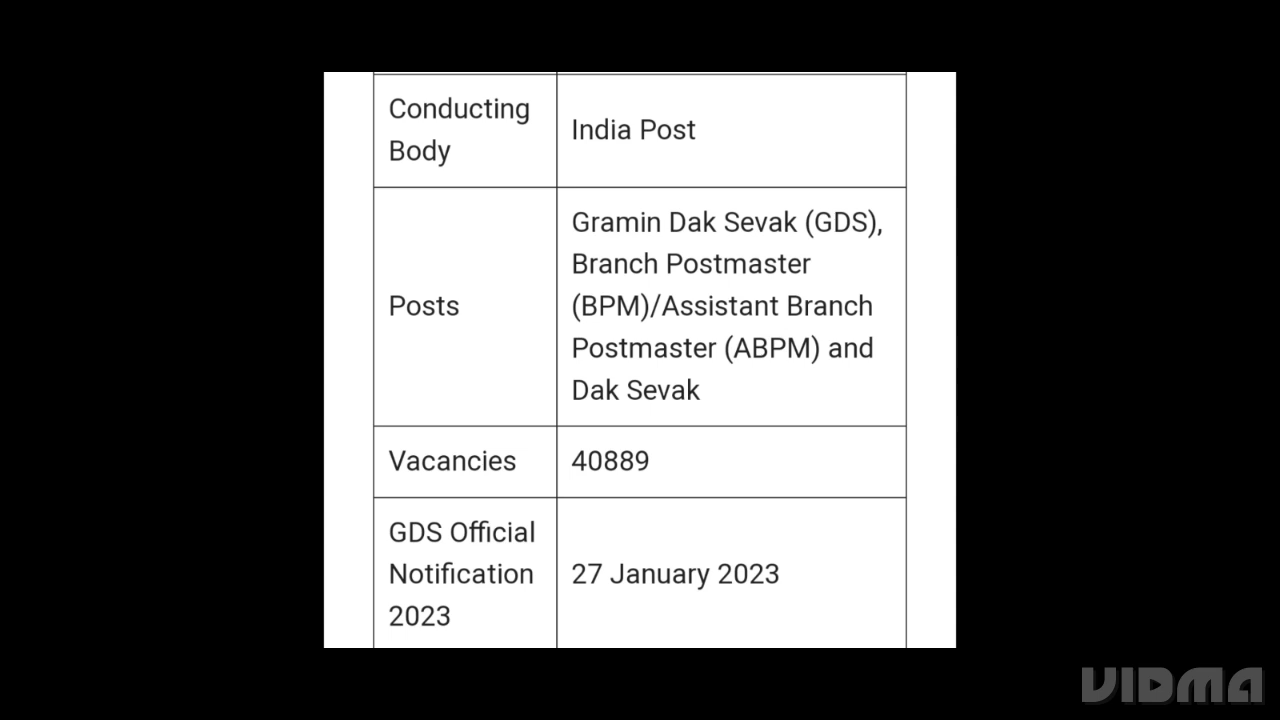 Conducting
Body
India Post
Posts
Gramin Dak Sevak (GDS),
Branch Postmaster
(BPM)/Assistant Branch
Postmaster (ABPM) and
Dak Sevak
Vacancies
40889
GDS Official
Notification
2023
27 January 2023
VIDMA